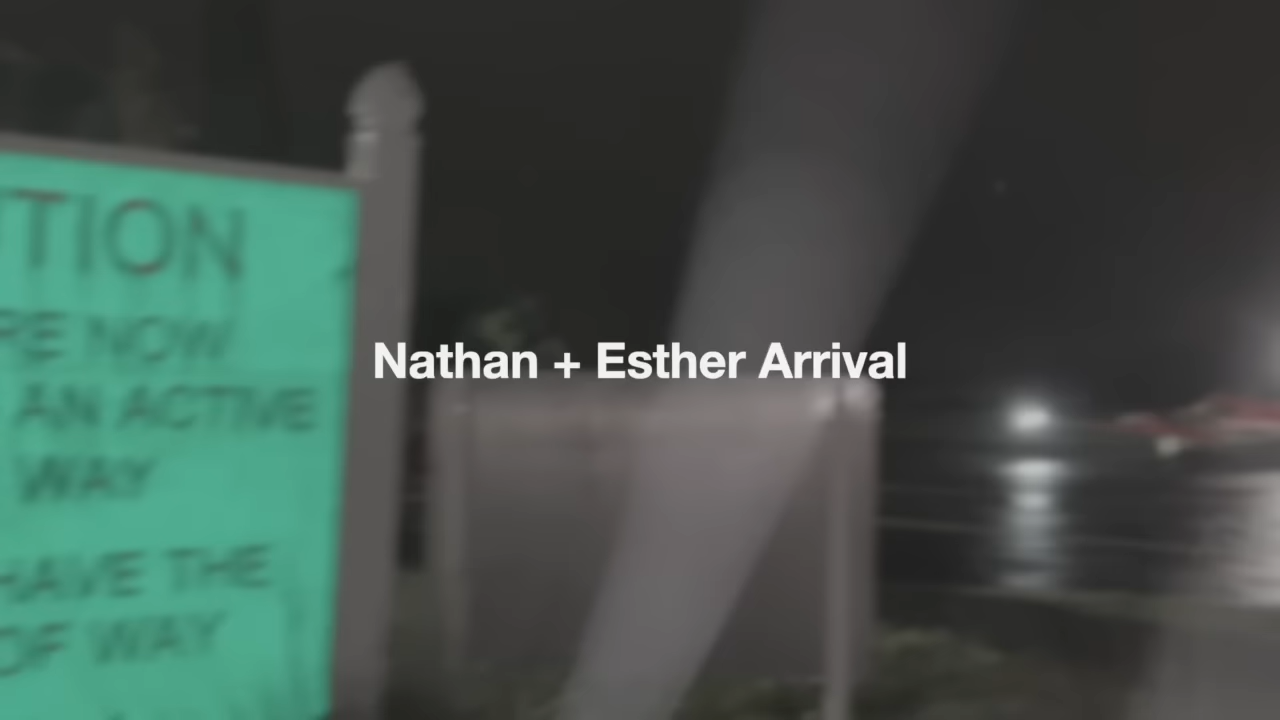 TION
RE NOW
AN ACTIVE
WAY
HAVE THE
OF WAY
Nathan + Esther Arrival